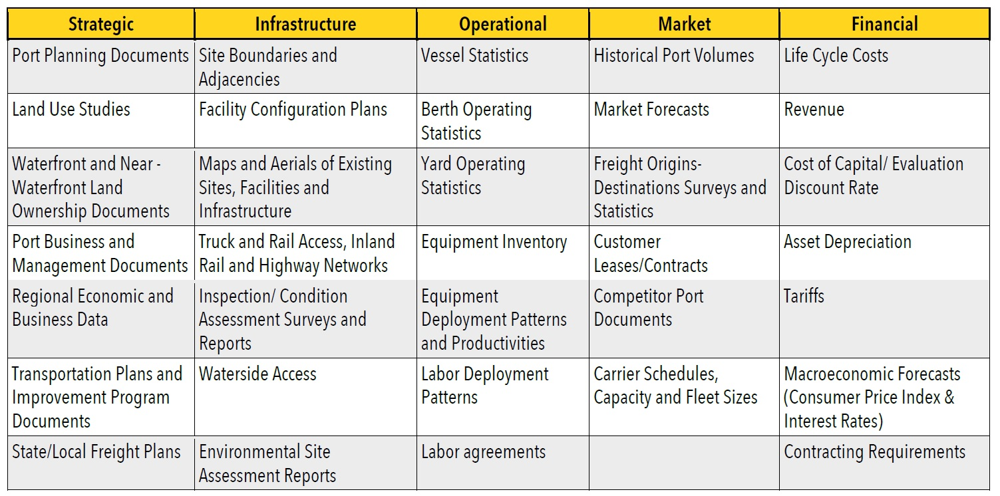 Strategic Infrastructure Operational Market Financial
Port Planning Documents
Site Boundaries and
Adjacencies
Vessel Statistics
Historical Port Volumes
Life Cycle Costs
Land Use Studies
Facility Configuration Plans
Berth Operating
Statistics
Market Forecasts
Revenue
Waterfront and Near -
Waterfront Land
Ownership Documents
Maps and Aerials of Existing
Sites, Facilities and
Infrastructure
Yard Operating
Statistics
Freight Origins-
Destinations Surveys and
Statistics
Cost of Capital/ Evaluation
Discount Rate
Port Business and
Management Documents
Truck and Rail Access, Inland
Rail and Highway Networks
Equipment Inventory
Customer
Leases/Contracts
Asset Depreciation
Regional Economic and
Business Data
Inspection/ Condition
Assessment Surveys and
Reports
Equipment
Deployment Patterns
and Productivities
Competitor Port
Documents
Tariffs
Transportation Plans and
Improvement Program
Documents
Waterside Access
Labor Deployment
Patterns
Carrier Schedules,
Capacity and Fleet Sizes
Macroeconomic Forecasts
(Consumer Price Index &
Interest Rates)
State/Local Freight Plans
Environmental Site
Assessment Reports
Labor agreements
Contracting Requirements